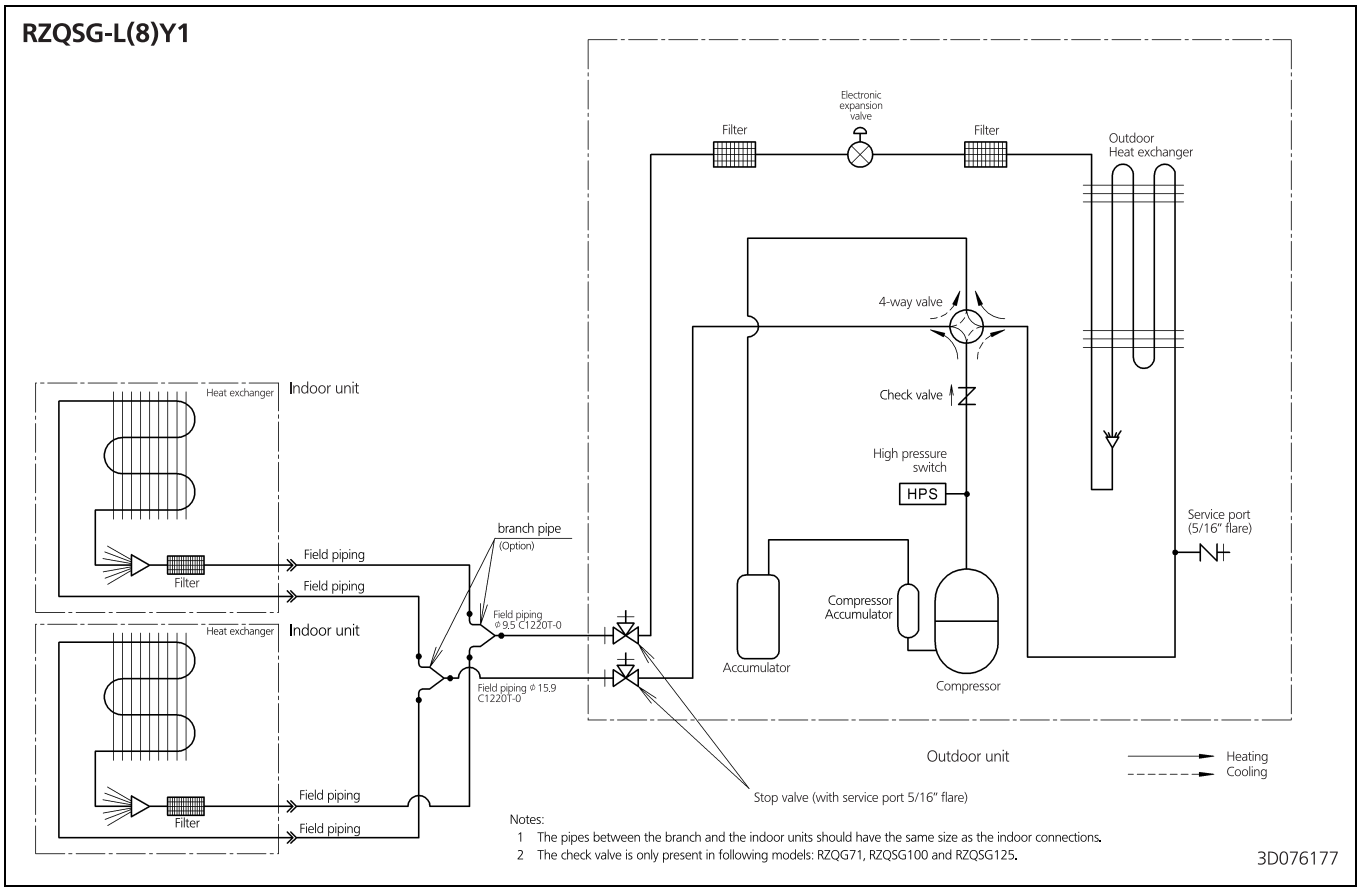 RZQSG-L(8)Y1
Electronic
expansion
valve
Filter
Filter
Outdoor
Heat exchanger
4-way valve
Check valve
High pressure
switch
HPS
Service port
(5/16" flare)
Compressor
Accumulator
Accumulator
Compressor
Heat exchanger
Indoor unit
Filter
Field piping
Field piping
branch pipe
(Option)
Field piping
φ9.5 C1220T-0
Heat exchanger
Indoor unit
Field piping φ15.9
C1220T-0
Filter
Field piping
Field piping
Outdoor unit
Heating
Cooling
Stop valve (with service port 5/16" flare)
Notes:
1 The pipes between the branch and the indoor units should have the same size as the indoor connections.
2 The check valve is only present in following models: RZQG71, RZQSG100 and RZQSG125.
3D076177